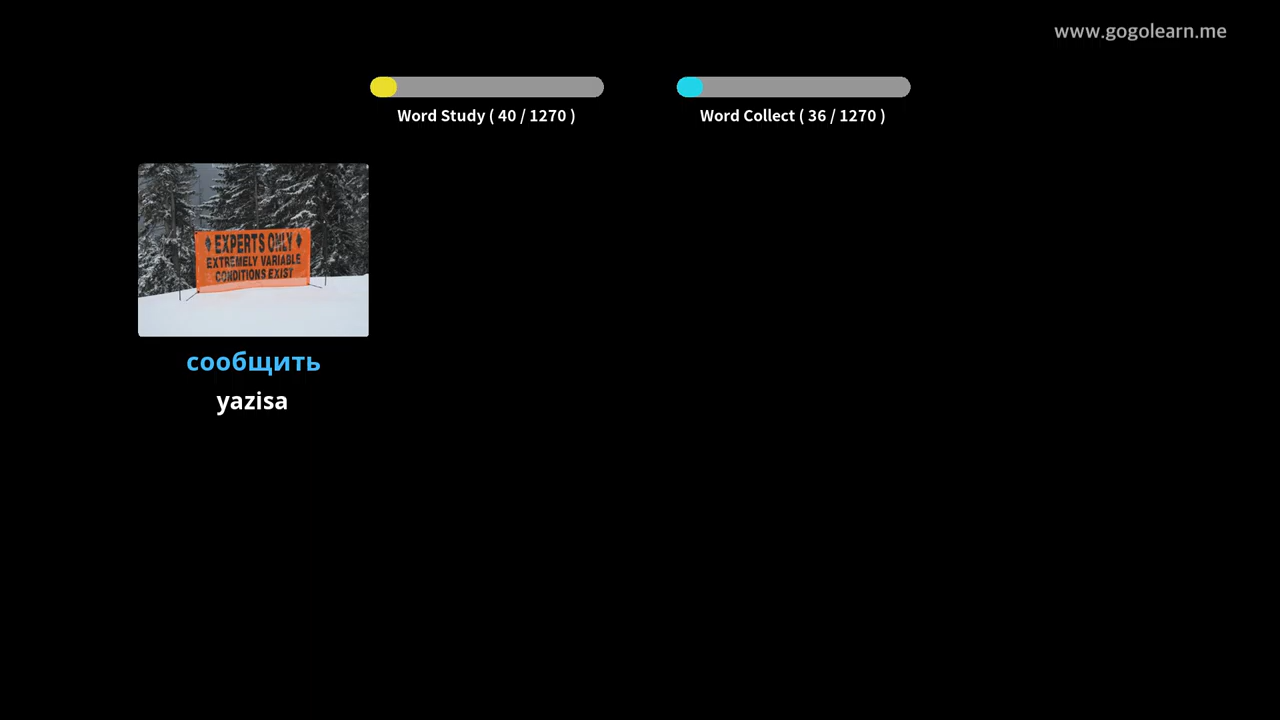 www.gogolearn.me
Word Study ( 40 / 1270 )
Word Collect ( 36 / 1270 )
EXPERTS ONLY
EXTREMELY VARIABLE
CONDITIONS EXIST
сообщить
yazisa